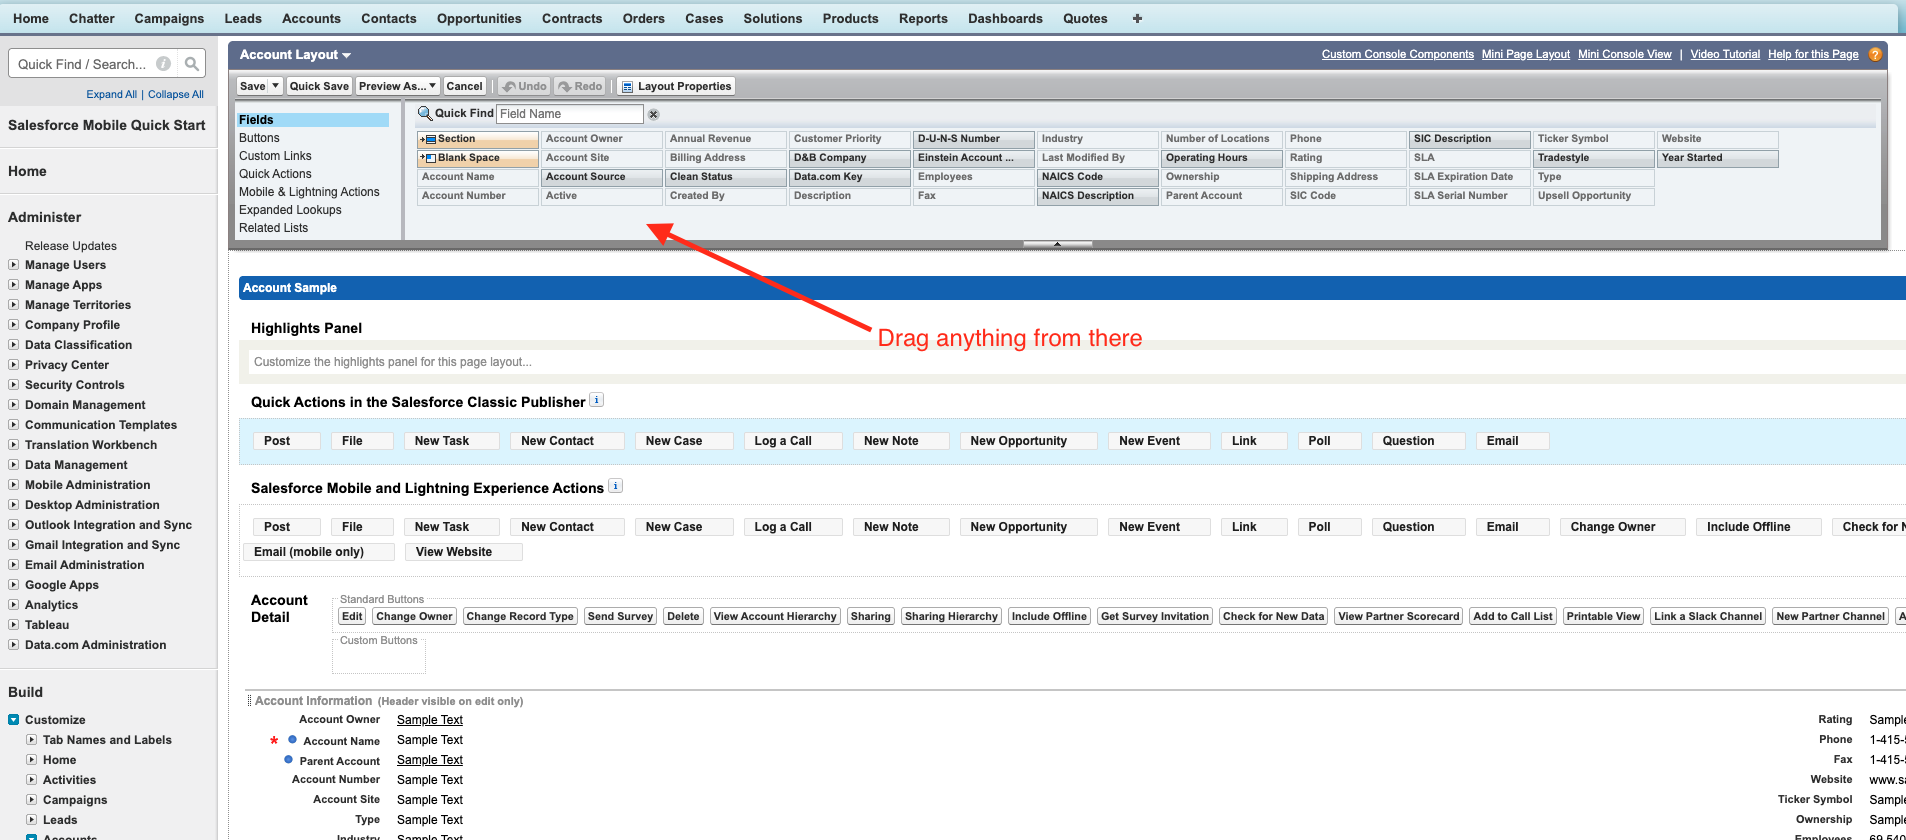 Home Chatter Campaigns Leads Accounts Contacts Opportunities Contracts Orders Cases Solutions Products Reports Dashboards Quotes +
Quick Find / Search...
Expand All | Collapse All
Salesforce Mobile Quick Start
Home
Administer
Release Updates
Manage Users
Manage Apps
Manage Territories
Company Profile
Data Classification
Privacy Center
Security Controls
Domain Management
Communication Templates
Translation Workbench
Data Management
Mobile Administration
Desktop Administration
Outlook Integration and Sync
Gmail Integration and Sync
Email Administration
Google Apps
Analytics
Tableau
Data.com Administration
Build
Customize
Tab Names and Labels
Home
Activities
Campaigns
Leads
Accounts
Account Layout
Custom Console Components Mini Page Layout Mini Console View | Video Tutorial Help for this Page ?
Save Quick Save Preview As... Cancel Undo Redo Layout Properties
Fields
Buttons
Custom Links
Quick Actions
Mobile & Lightning Actions
Expanded Lookups
Related Lists
Quick Find Field Name
Section Account Owner Annual Revenue Customer Priority D-U-N-S Number Industry Number of Locations Phone SIC Description Ticker Symbol Website
Blank Space Account Site Billing Address D&B Company Einstein Account ... Last Modified By Operating Hours Rating SLA Tradestyle Year Started
Account Name Account Source Clean Status Data.com Key Employees NAICS Code Ownership Shipping Address SLA Expiration Date Type
Account Number Active Created By Description Fax NAICS Description Parent Account SIC Code SLA Serial Number Upsell Opportunity
Account Sample
Highlights Panel
Drag anything from there
Customize the highlights panel for this page layout...
Quick Actions in the Salesforce Classic Publisher i
Post File New Task New Contact New Case Log a Call New Note New Opportunity New Event Link Poll Question Email
Salesforce Mobile and Lightning Experience Actions i
Post File New Task New Contact New Case Log a Call New Note New Opportunity New Event Link Poll Question Email Change Owner Include Offline Check for
Email (mobile only) View Website
Account Detail
Standard Buttons
Edit Change Owner Change Record Type Send Survey Delete View Account Hierarchy Sharing Sharing Hierarchy Include Offline Get Survey Invitation Check for New Data View Partner Scorecard Add to Call List Printable View Link a Slack Channel New Partner Channel
Custom Buttons
Account Information (Header visible on edit only)
Account Owner Sample Text
* Account Name Sample Text
Parent Account Sample Text
Account Number Sample Text
Account Site Sample Text
Type Sample Text
Industry Sample Text
Rating Sample
Phone 1-415-
Fax 1-415-
Website www.sa
Ticker Symbol Sample
Ownership Sample
Employees 69,540